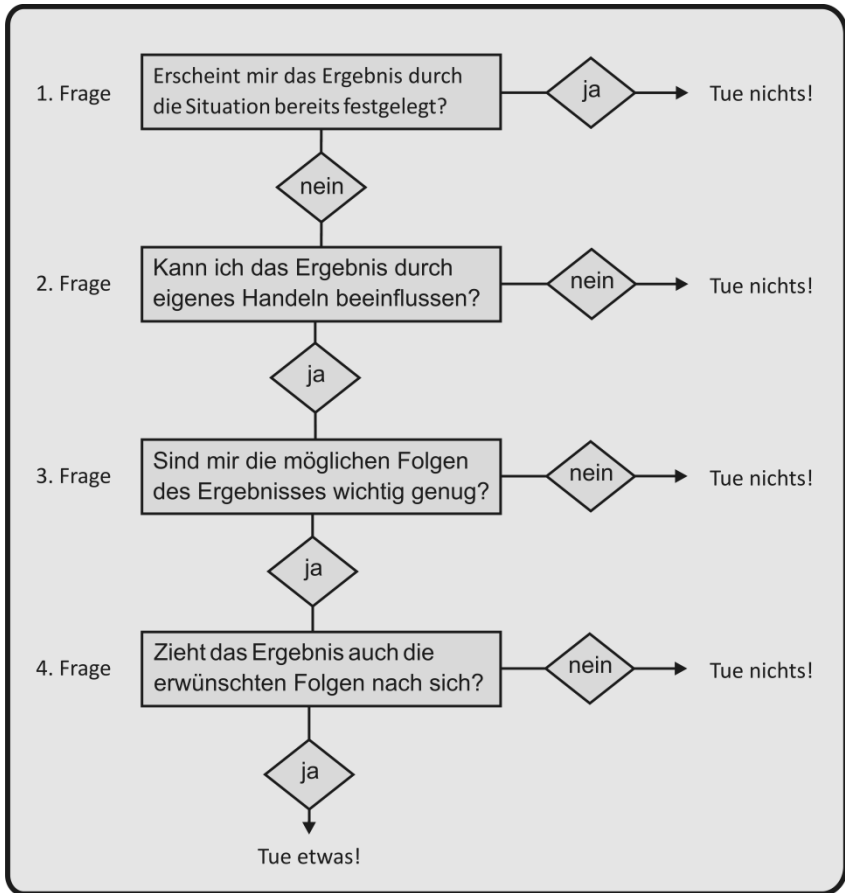 1. Frage
Erscheint mir das Ergebnis durch
die Situation bereits festgelegt?
ja
Tue nichts!
nein
2. Frage
Kann ich das Ergebnis durch
eigenes Handeln beeinflussen?
nein
Tue nichts!
ja
3. Frage
Sind mir die möglichen Folgen
des Ergebnisses wichtig genug?
nein
Tue nichts!
ja
4. Frage
Zieht das Ergebnis auch die
erwünschten Folgen nach sich?
nein
Tue nichts!
ja
Tue etwas!